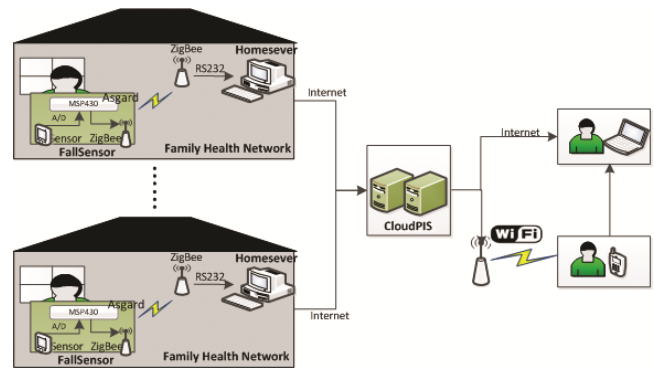 ZigBee
Homesever
RS232
Asgard
MSP430
A/D
Sensor
ZigBee
FallSensor
Family Health Network
Internet
CloudPIS
Internet
WiFi
ZigBee
Homesever
RS232
Asgard
MSP430
A/D
Sensor
ZigBee
FallSensor
Family Health Network
Internet